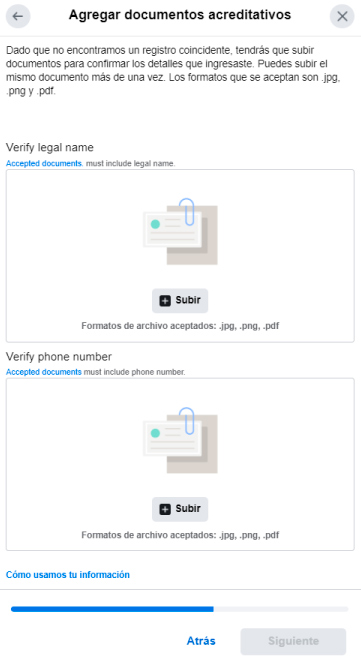 Agregar documentos acreditativos
Dado que no encontramos un registro coincidente, tendrás que subir
documentos para confirmar los detalles que ingresaste. Puedes subir el
mismo documento más de una vez. Los formatos que se aceptan son .jpg,
.png y .pdf.
Verify legal name
Accepted documents. must include legal name.
Subir
Formatos de archivo aceptados: .jpg, .png, .pdf
Verify phone number
Accepted documents must include phone number.
Subir
Formatos de archivo aceptados: .jpg, .png, .pdf
Cómo usamos tu información
Atrás
Siguiente